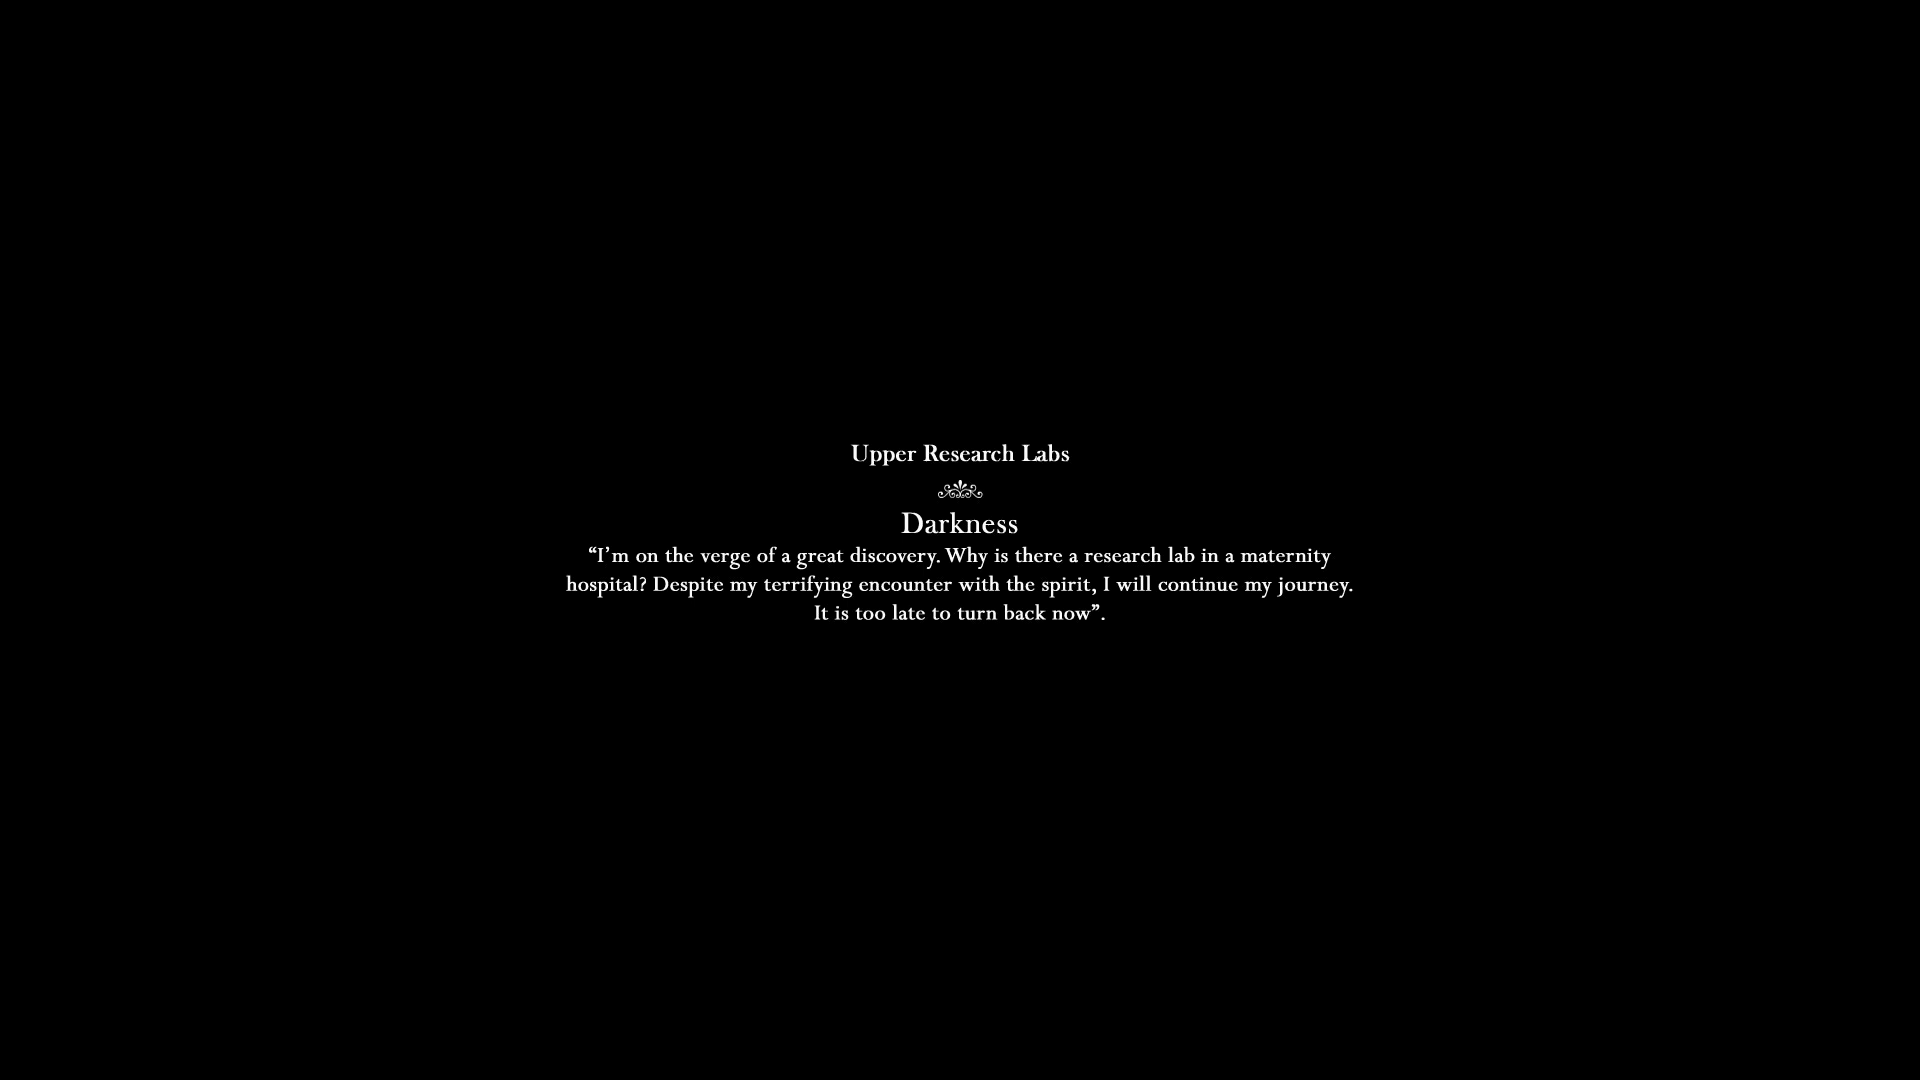 Upper Research Labs
Darkness
“I’m on the verge of a great discovery. Why is there a research lab in a maternity
hospital? Despite my terrifying encounter with the spirit, I will continue my journey.
It is too late to turn back now”.